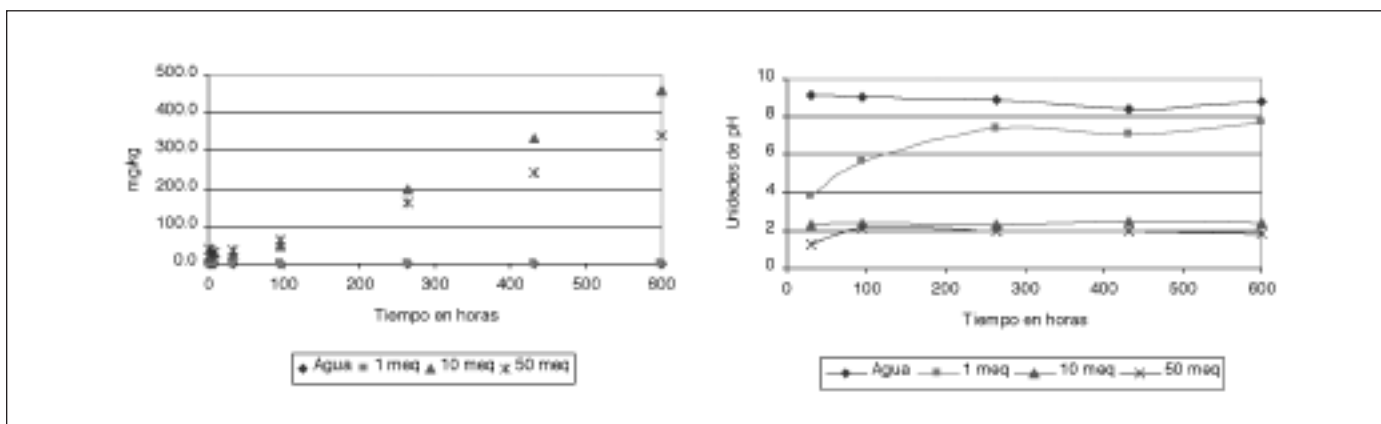 500.0
400.0
300.0
200.0
100.0
0.0
mg/kg
0 100 200 300 400 500 600
Tiempo en horas
Agua 1 meq 10 meq 50 meq
10
8
6
4
2
0
Unidades de pH
0 100 200 300 400 500 600
Tiempo en horas
Agua 1 meq 10 meq 50 meq